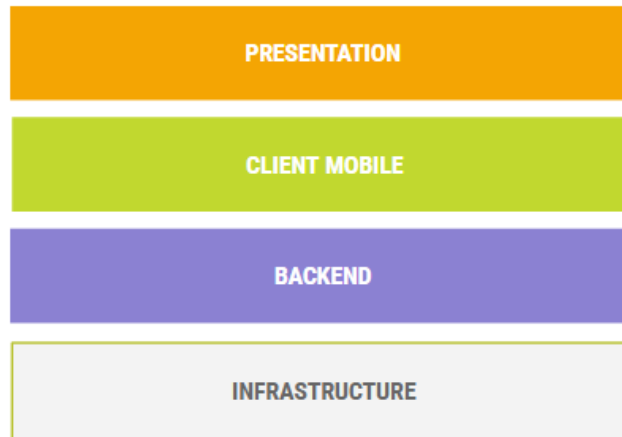 PRESENTATION
CLIENT MOBILE
BACKEND
INFRASTRUCTURE